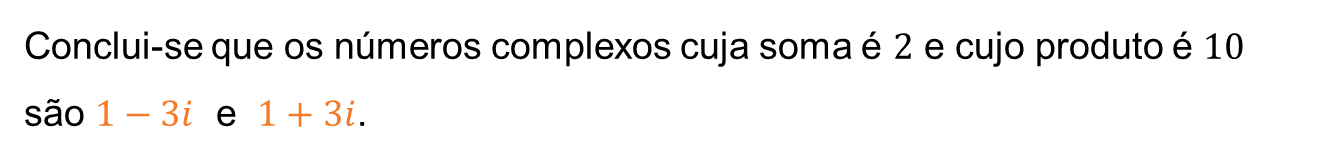 Conclui-se que os números complexos cuja soma é 2 e cujo produto é 10
são 1 − 3i e 1 + 3i.